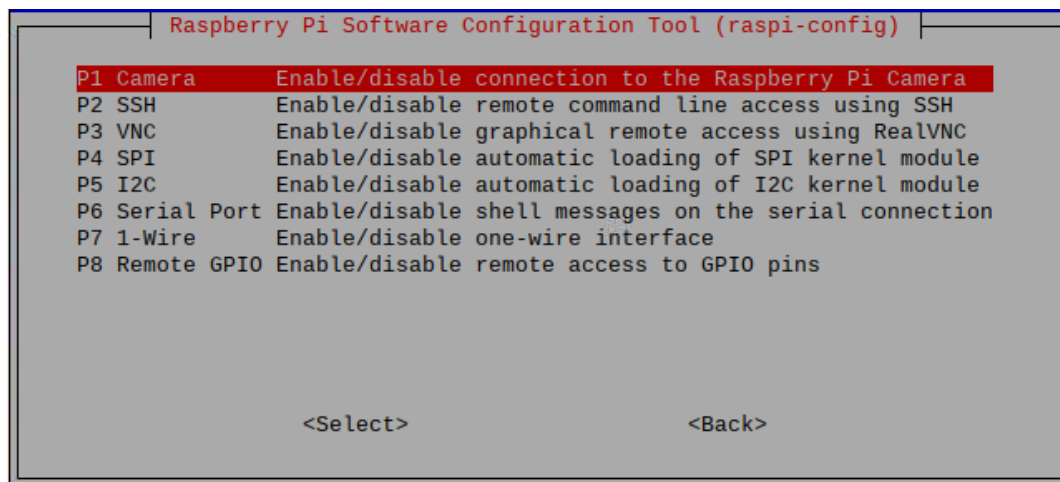 Raspberry Pi Software Configuration Tool (raspi-config)
P1 Camera Enable/disable connection to the Raspberry Pi Camera
P2 SSH Enable/disable remote command line access using SSH
P3 VNC Enable/disable graphical remote access using RealVNC
P4 SPI Enable/disable automatic loading of SPI kernel module
P5 I2C Enable/disable automatic loading of I2C kernel module
P6 Serial Port Enable/disable shell messages on the serial connection
P7 1-Wire Enable/disable one-wire interface
P8 Remote GPIO Enable/disable remote access to GPIO pins
<Select> <Back>